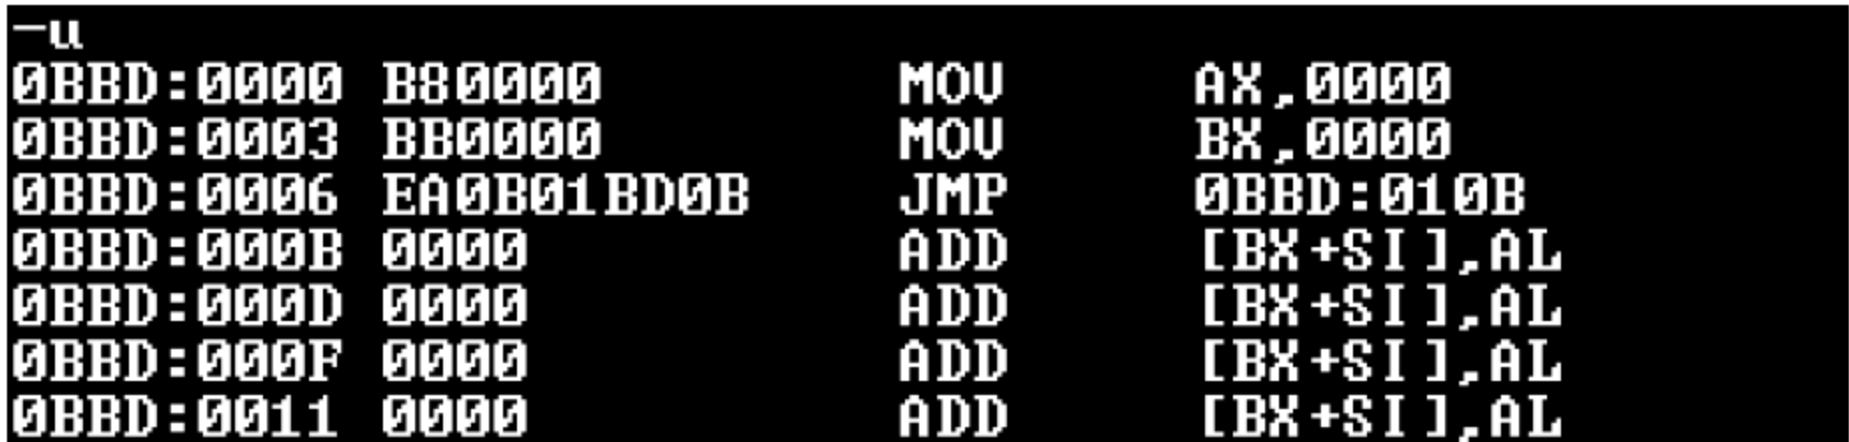 -u
0BBD:0000 B80000 MOV AX,0000
0BBD:0003 BB0000 MOV BX,0000
0BBD:0006 EA0B01BD0B JMP 0BBD:010B
0BBD:000B 0000 ADD [BX+SI],AL
0BBD:000D 0000 ADD [BX+SI],AL
0BBD:000F 0000 ADD [BX+SI],AL
0BBD:0011 0000 ADD [BX+SI],AL